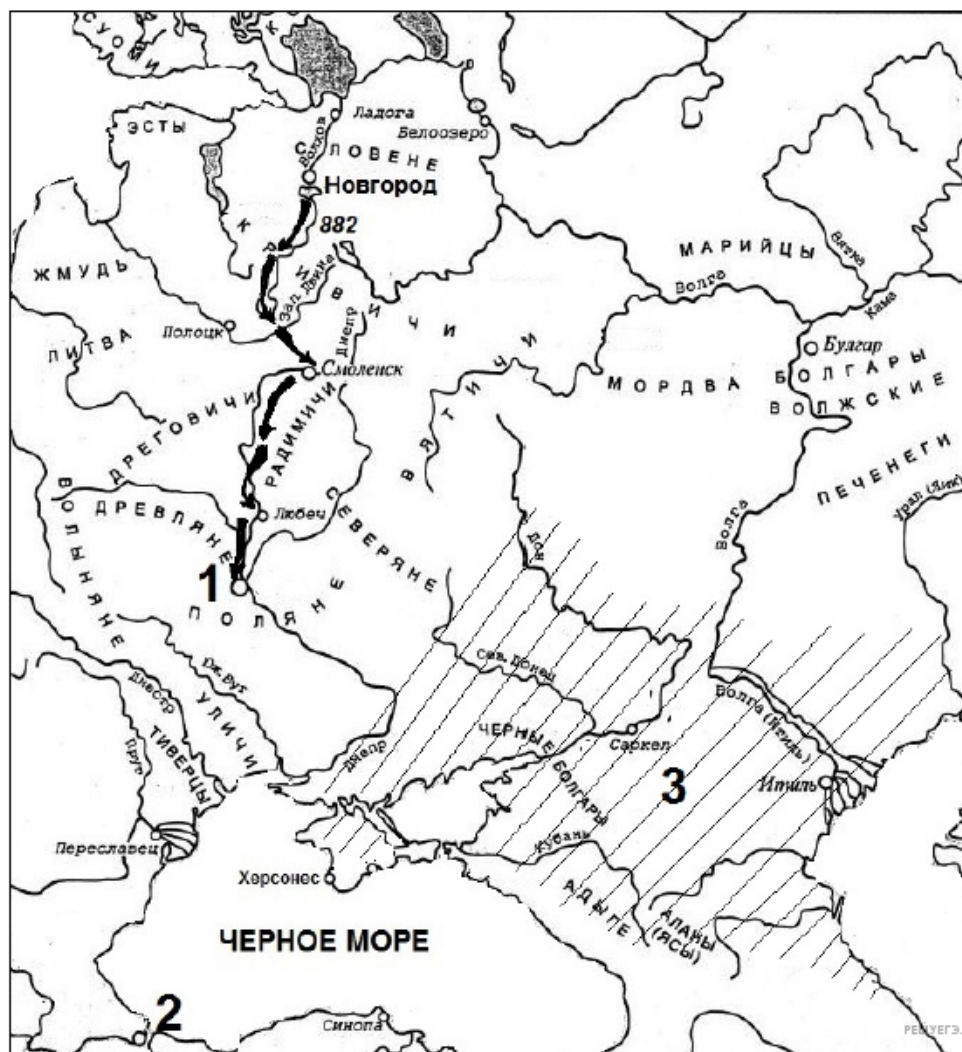 СУОМИ
Ладога
Белоозеро
ЭСТЫ
Волхов
СЛОВЕНЕ
Новгород
882
КРИВИЧИ
МАРИЙЦЫ
Вятка
ЖМУДЬ
Зап. Двина
Волга
Кама
Полоцк
Днепр
ЛИТВА
Смоленск
Булгар
МОРДВА
БОЛГАРЫ
ВОЛЖСКИЕ
ВЯТИЧИ
ДРЕГОВИЧИ
РАДИМИЧИ
ПЕЧЕНЕГИ
Урал (Яик)
ВОЛЫНЯНЕ
ДРЕВЛЯНЕ
Любеч
СЕВЕРЯНЕ
Волга
Дон
1
ПОЛЯНЕ
Сев. Донец
Юж. Буг
Днестр
УЛИЧИ
Волга (Итиль)
ЧЕРНЫЕ
БОЛГАРЫ
Саркел
Днепр
Прут
ТИВЕРЦЫ
3
Итиль
Переславец
Кубань
Херсонес
АДЫГЕ
АЛАНЫ
(ЯСЫ)
ЧЕРНОЕ МОРЕ
2
Синопа